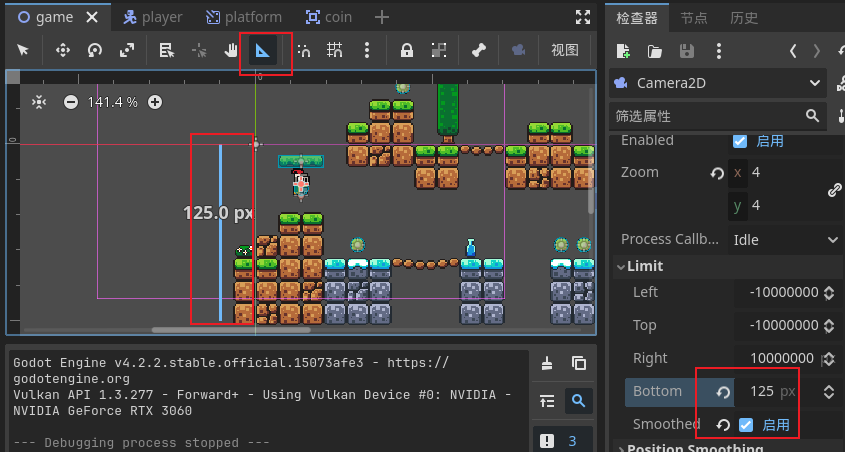 game
player
platform
coin
视图
0
141.4 %
0
125.0 px
Godot Engine v4.2.2.stable.official.15073afe3 - https://
godotengine.org
Vulkan API 1.3.277 - Forward+ - Using Vulkan Device #0: NVIDIA -
NVIDIA GeForce RTX 3060
--- Debugging process stopped ---
3
检查器
节点
历史
Camera2D
筛选属性
Enabled
启用
Zoom
x 4
y 4
Process Callb...
Idle
Limit
Left
-10000000
Top
-10000000
Right
10000000 px
Bottom
125 px
Smoothed
启用
Position Smoothing